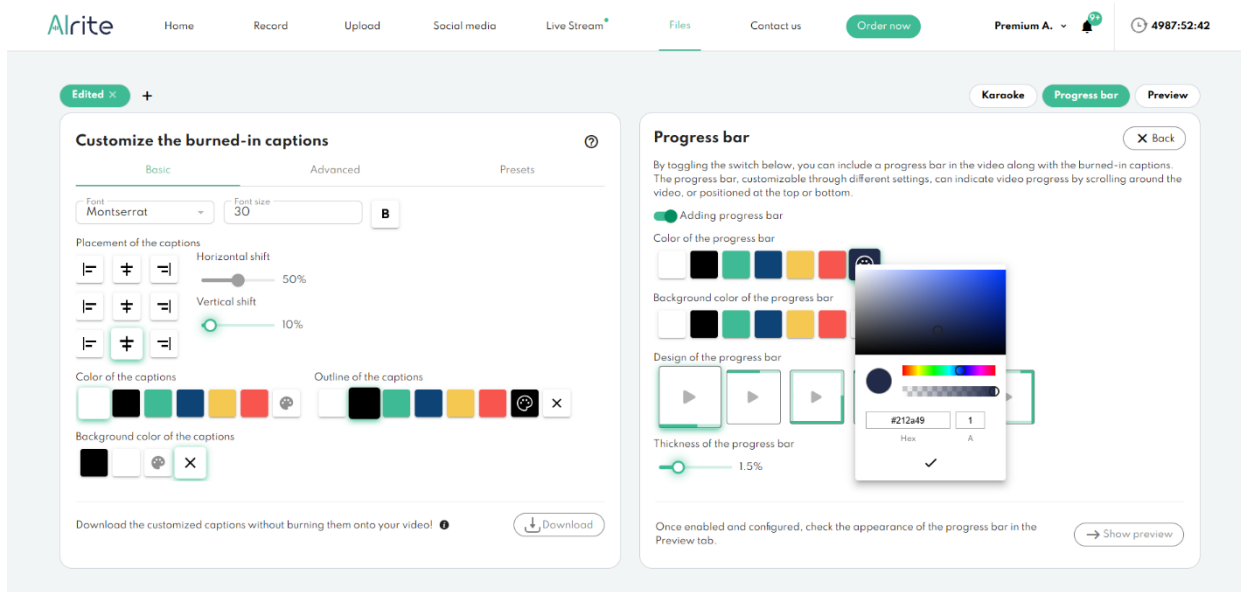 AIrite
Home
Record
Upload
Social media
Live Stream
Files
Contact us
Order now
Premium A.
9+
4987:52:42
Edited ×
+
Karaoke
Progress bar
Preview
Customize the burned-in captions
Basic
Advanced
Presets
Font
Montserrat
Font size
30
B
Placement of the captions
Horizontal shift
50%
Vertical shift
10%
Color of the captions
Outline of the captions
Background color of the captions
Download the customized captions without burning them onto your video!
Download
Progress bar
X Back
By toggling the switch below, you can include a progress bar in the video along with the burned-in captions.
The progress bar, customizable through different settings, can indicate video progress by scrolling around the
video, or positioned at the top or bottom.
Adding progress bar
Color of the progress bar
Background color of the progress bar
Design of the progress bar
#212a49
1
Hex
A
Thickness of the progress bar
1.5%
Once enabled and configured, check the appearance of the progress bar in the
Preview tab.
Show preview